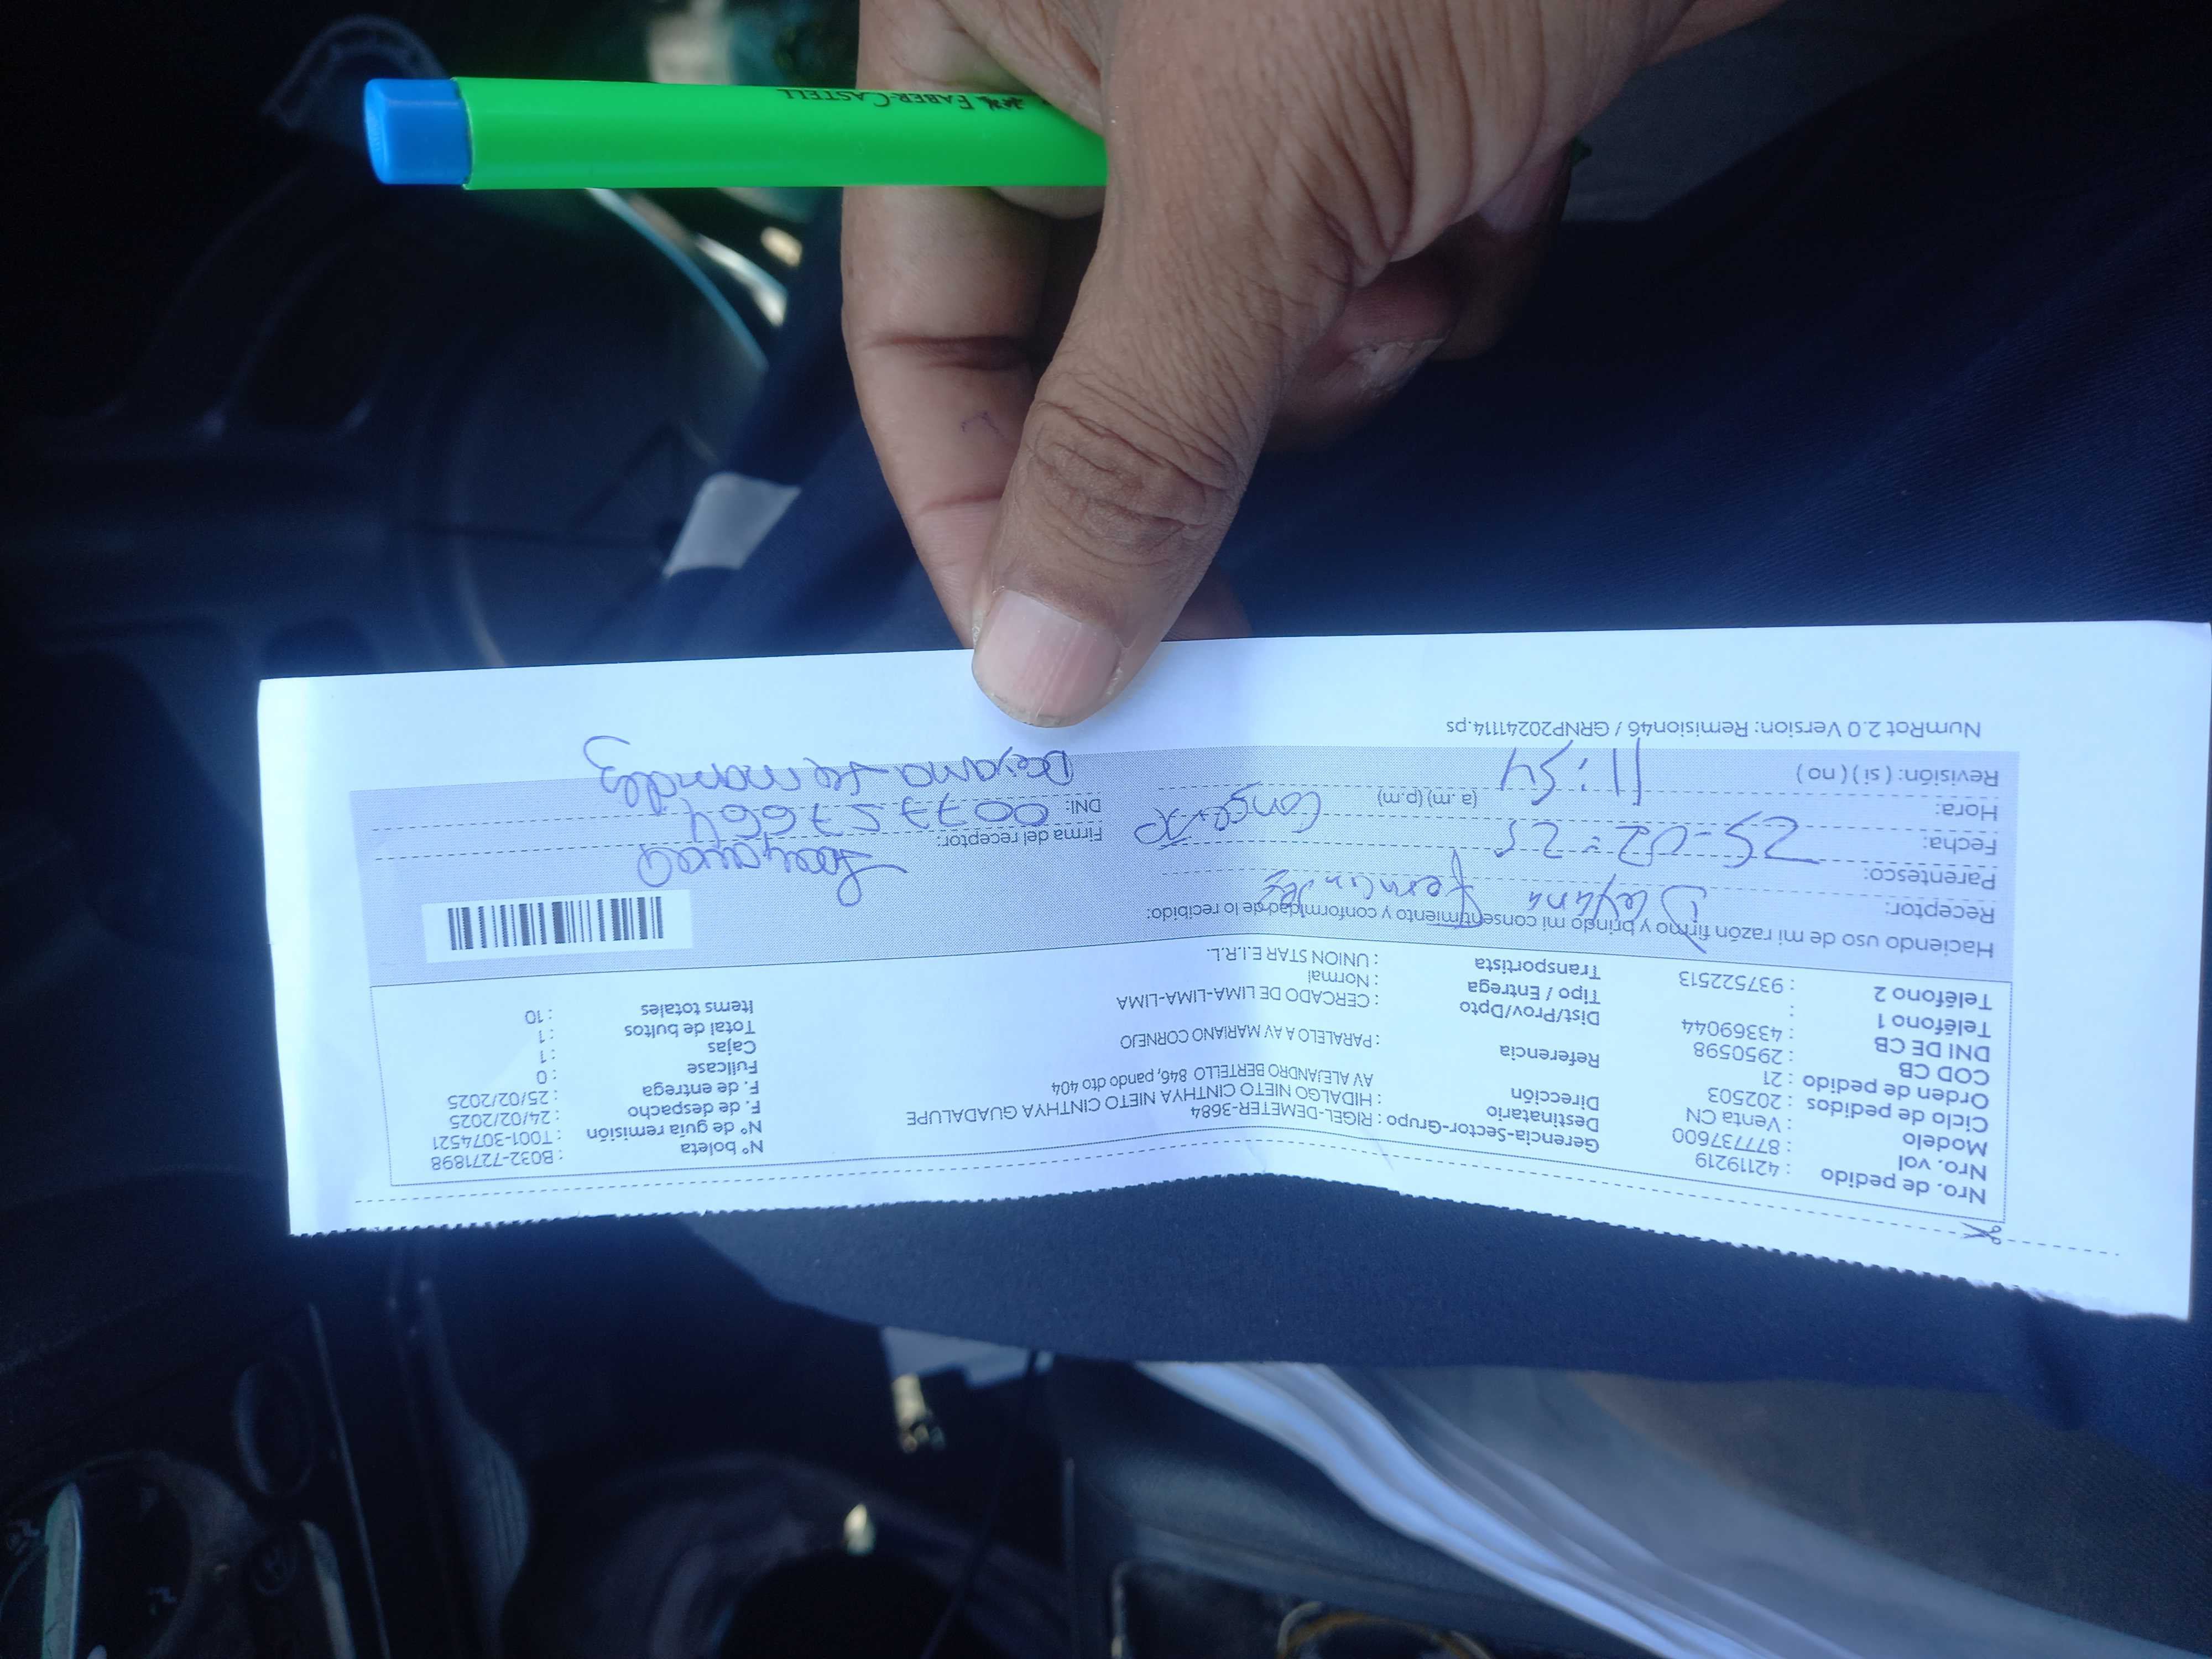 Nro. de pedido : 42119219
Nro. vol : 877737600
Modelo : Venta CN
Ciclo de pedidos : 202503
Orden de pedido : 21
COD CB : 2950598
DNI DE CB : 43369044
Teléfono 1 :
Teléfono 2 : 937522513
Gerencia-Sector-Grupo : RIGEL-DEMETER-3684
Destinatario : HIDALGO NIETO CINTHYA NIETO CINTHYA GUADALUPE
Dirección AV ALEJANDRO BERTELLO 846, pando dto 404
Referencia : PARALELO A AV MARIANO CORNEJO
Dist/Prov/Dpto : CERCADO DE LIMA-LIMA-LIMA
Tipo / Entrega : Normal
Transportista : UNION STAR E.I.R.L.
N° boleta : B032-7271898
N° de guía remisión : T001-3074521
F. de despacho : 24/02/2025
F. de entrega : 25/02/2025
Fullcase : 0
Cajas : 1
Total de bultos : 1
Items totales : 10
Haciendo uso de mi razón firmo y brindo mi consentimiento y conformidad de lo recibido:
Receptor: Deyana
Parentesco:
Fecha: 25-02-25
Hora: 11:54 (a.m) (p.m)
Revisión: ( si ) ( no )
Firma del receptor:
DNI: 007357664
Deyana Fernandez
NumRot 2.0 Version: Remision46 / GRNP20241114.ps
FABER-CASTELL